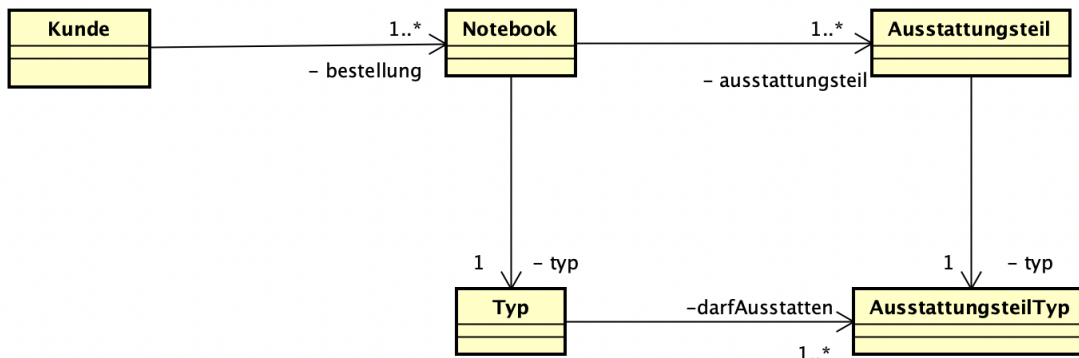 Kunde
1..*
Notebook
1..*
Ausstattungsteil
- bestellung
- ausstattungsteil
1
- typ
1
- typ
Typ
-darfAusstatten
AusstattungsteilTyp
1..*